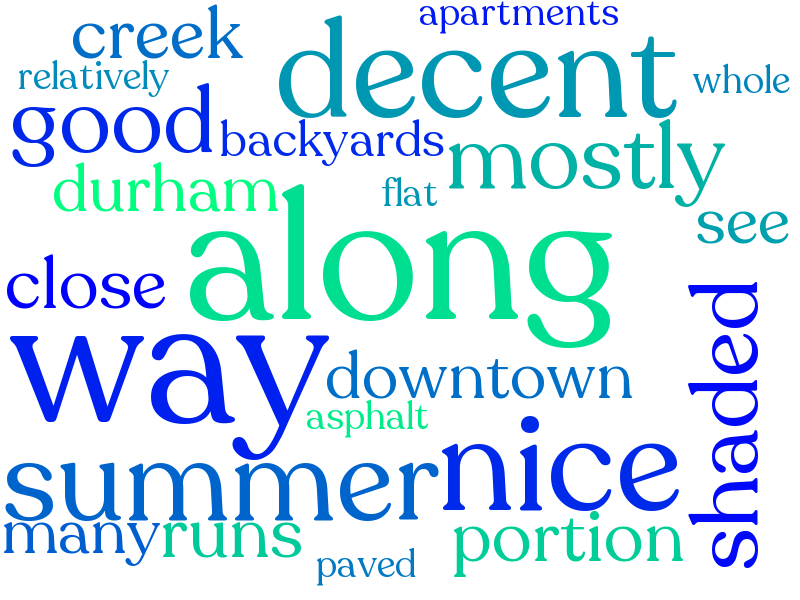 apartments
creek
decent
relatively
whole
good
backyards
mostly
durham
flat
see
along
close
shaded
way
downtown
asphalt
nice
summer
many
runs
portion
paved